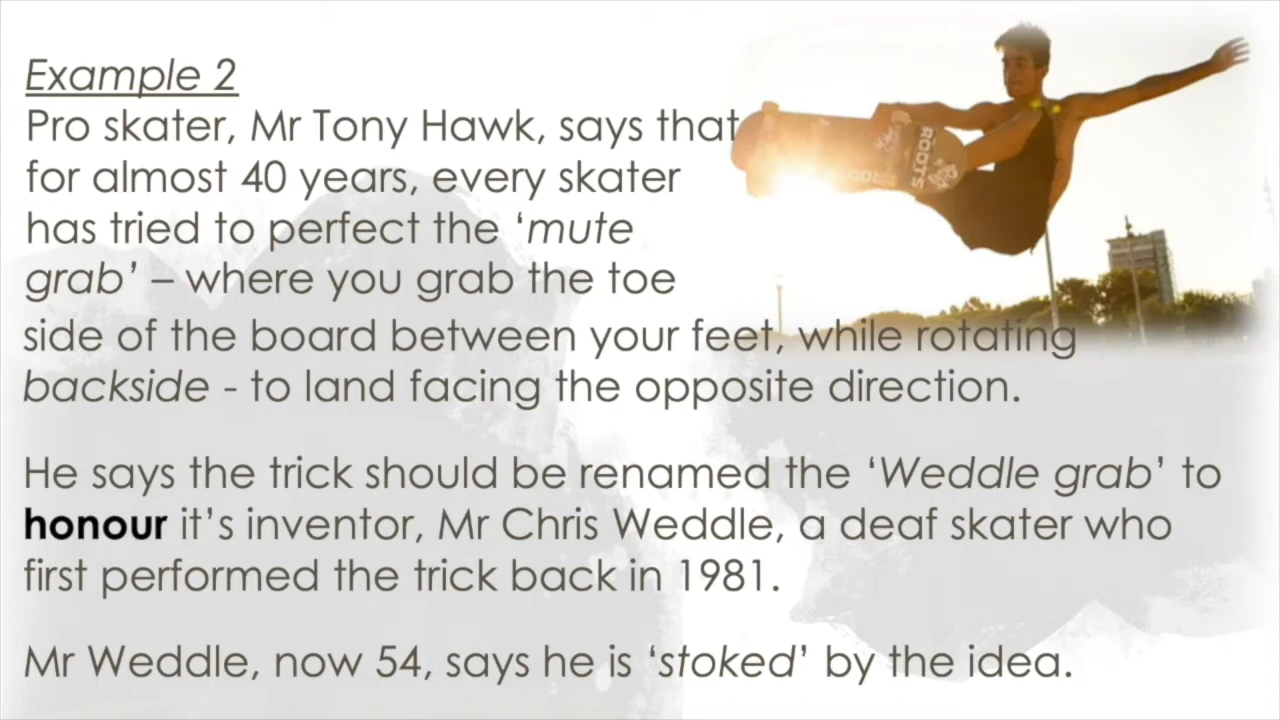 Example 2
Pro skater, Mr Tony Hawk, says that
for almost 40 years, every skater
has tried to perfect the ‘mute
grab’ – where you grab the toe
side of the board between your feet, while rotating
backside - to land facing the opposite direction.
He says the trick should be renamed the ‘Weddle grab’ to
honour it’s inventor, Mr Chris Weddle, a deaf skater who
first performed the trick back in 1981.
Mr Weddle, now 54, says he is ‘stoked’ by the idea.
ROOTS